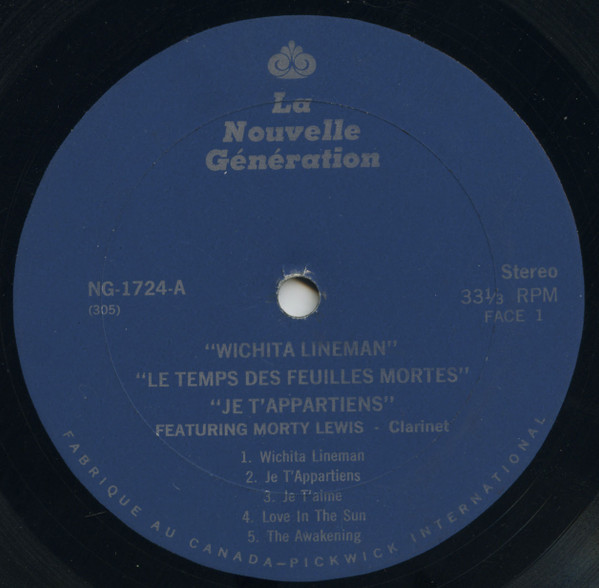 La
Nouvelle
Génération
NG-1724-A
(305)
Stereo
33⅓ RPM
FACE 1
"WICHITA LINEMAN"
"LE TEMPS DES FEUILLES MORTES"
"JE T'APPARTIENS"
FEATURING MORTY LEWIS - Clarinet
1. Wichita Lineman
2. Je T'Appartiens
3. Je T'aime
4. Love In The Sun
5. The Awakening
FABRIQUE AU CANADA-PICKWICK INTERNATIONAL